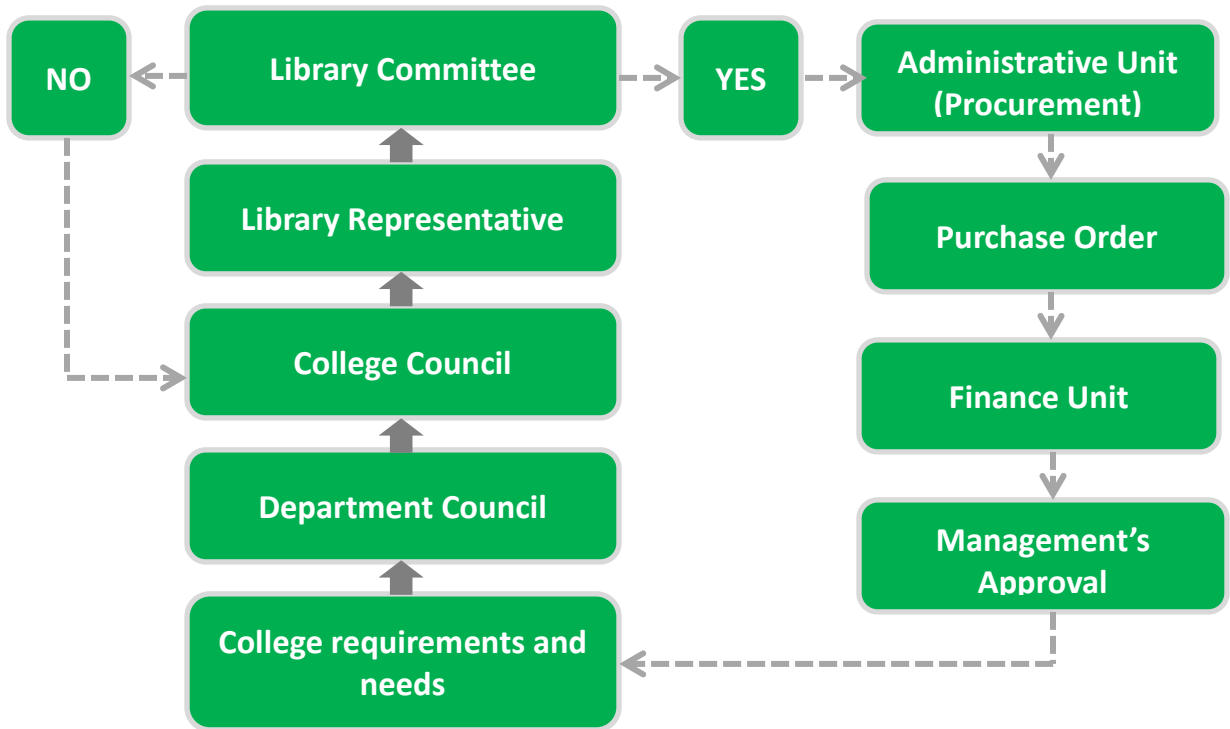 NO
Library Committee
YES
Administrative Unit
(Procurement)
Library Representative
Purchase Order
College Council
Finance Unit
Department Council
Management’s
Approval
College requirements and
needs